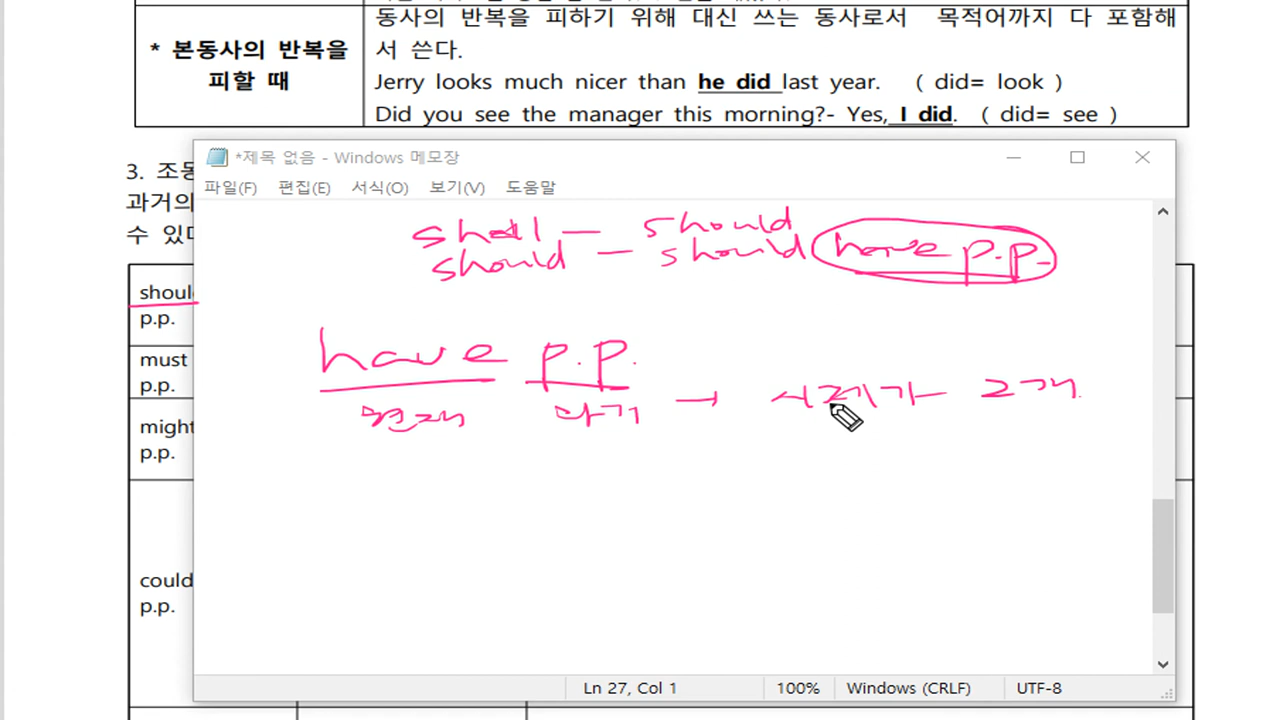 동사의 반복을 피하기 위해 대신 쓰는 동사로서 목적어까지 다 포함해
* 본동사의 반복을
피할 때
서 쓴다.
Jerry looks much nicer than he did last year. ( did= look )
Did you see the manager this morning?- Yes, I did. ( did= see )
3. 조동
과거의
수 있다
*제목 없음 - Windows 메모장
파일(F) 편집(E) 서식(O) 보기(V) 도움말
shall — should
should — should have p.p.
have p.p.
현재 과거 → 시제가 2개.
shoul
p.p.
must
p.p.
might
p.p.
could
p.p.
Ln 27, Col 1 100% Windows (CRLF) UTF-8